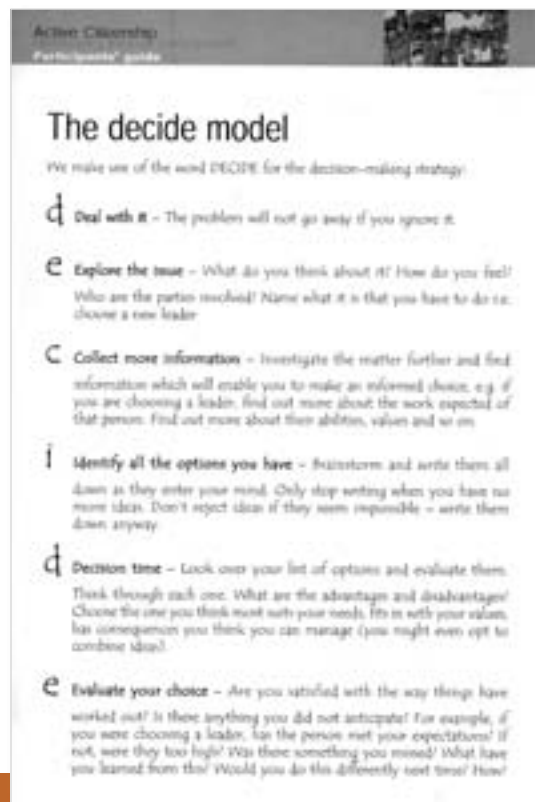 Active Citizenship
Participants' guide
The decide model
We make use of the word DECIDE for the decision-making strategy:
d Deal with it – The problem will not go away if you ignore it.
e Explore the issue – What do you think about it? How do you feel?
Who are the parties involved? Name what it is that you have to do i.e.
choose a new leader
c Collect more information – Investigate the matter further and find
information which will enable you to make an informed choice, e.g. if
you are choosing a leader, find out more about the work expected of
that person. Find out more about their abilities, values and so on.
i Identify all the options you have – Brainstorm and write them all
down as they enter your mind. Only stop writing when you have no
more ideas. Don't reject ideas if they seem impossible – write them
down anyway.
d Decision time – Look over your list of options and evaluate them.
Think through each one. What are the advantages and disadvantages?
Choose the one you think most suits your needs, fits in with your values,
has consequences you think you can manage (you might even opt to
combine ideas).
e Evaluate your choice – Are you satisfied with the way things have
worked out? Is there anything you did not anticipate? For example, if
you were choosing a leader, has the person met your expectations? If
not, were they too high? Was there something you missed? What have
you learned from this? Would you do this differently next time? How?